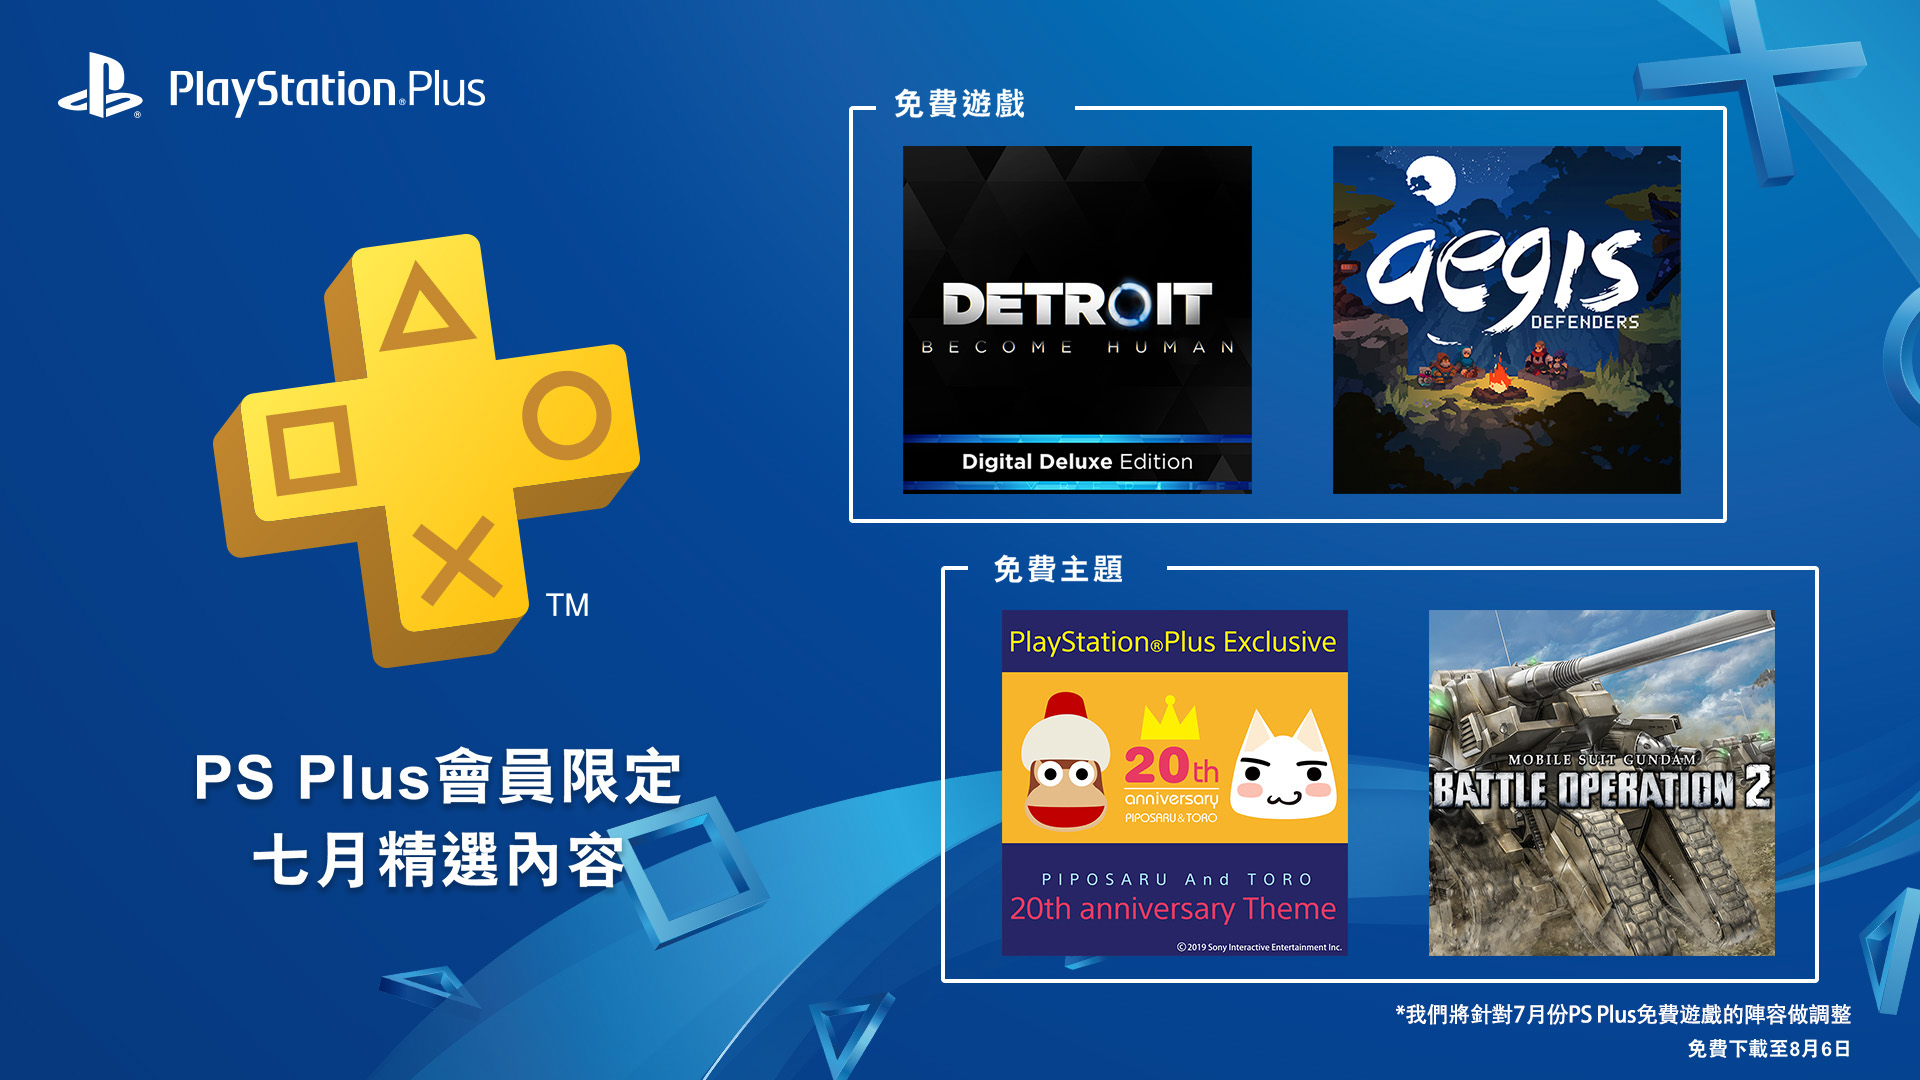 PlayStation®Plus
免費遊戲
DETROIT
BECOME HUMAN
Digital Deluxe Edition
aegis
DEFENDERS
TM
PS Plus會員限定
七月精選內容
免費主題
PlayStation®Plus Exclusive
20th
anniversary
PIPOSARU & TORO
PIPOSARU And TORO
20th anniversary Theme
©2019 Sony Interactive Entertainment Inc.
MOBILE SUIT GUNDAM
BATTLE OPERATION 2
*我們將針對7月份PS Plus免費遊戲的陣容做調整
免費下載至8月6日